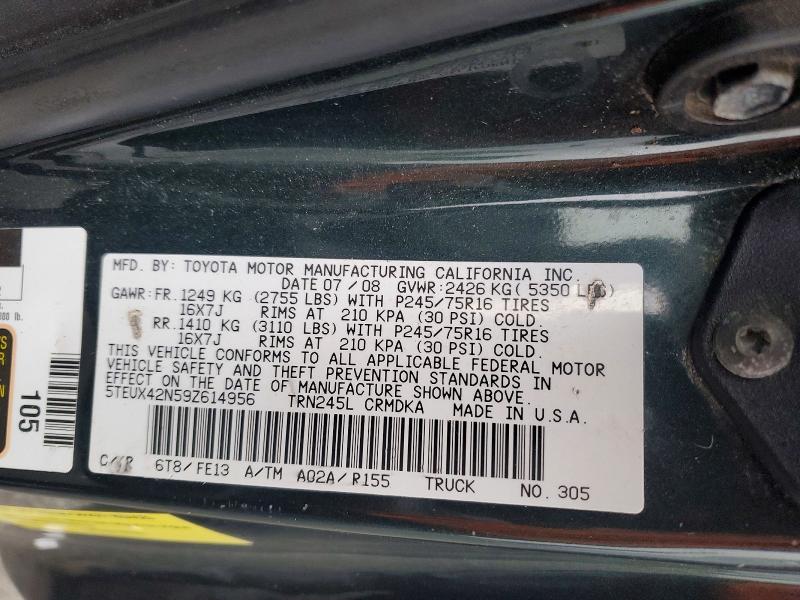 MFD. BY: TOYOTA MOTOR MANUFACTURING CALIFORNIA INC.
DATE 07 / 08 GVWR: 2426 KG ( 5350 LBS)
GAWR: FR. 1249 KG (2755 LBS) WITH P245/75R16 TIRES
16X7J RIMS AT 210 KPA (30 PSI) COLD.
RR. 1410 KG (3110 LBS) WITH P245/75R16 TIRES
16X7J RIMS AT 210 KPA (30 PSI) COLD.
THIS VEHICLE CONFORMS TO ALL APPLICABLE FEDERAL MOTOR
VEHICLE SAFETY AND THEFT PREVENTION STANDARDS IN
EFFECT ON THE DATE OF MANUFACTURE SHOWN ABOVE.
5TEUX42N59Z614956 TRN245L CRMDKA MADE IN U.S.A.
6T8 / FE13 A/TM A02A / R155 TRUCK NO. 305
105